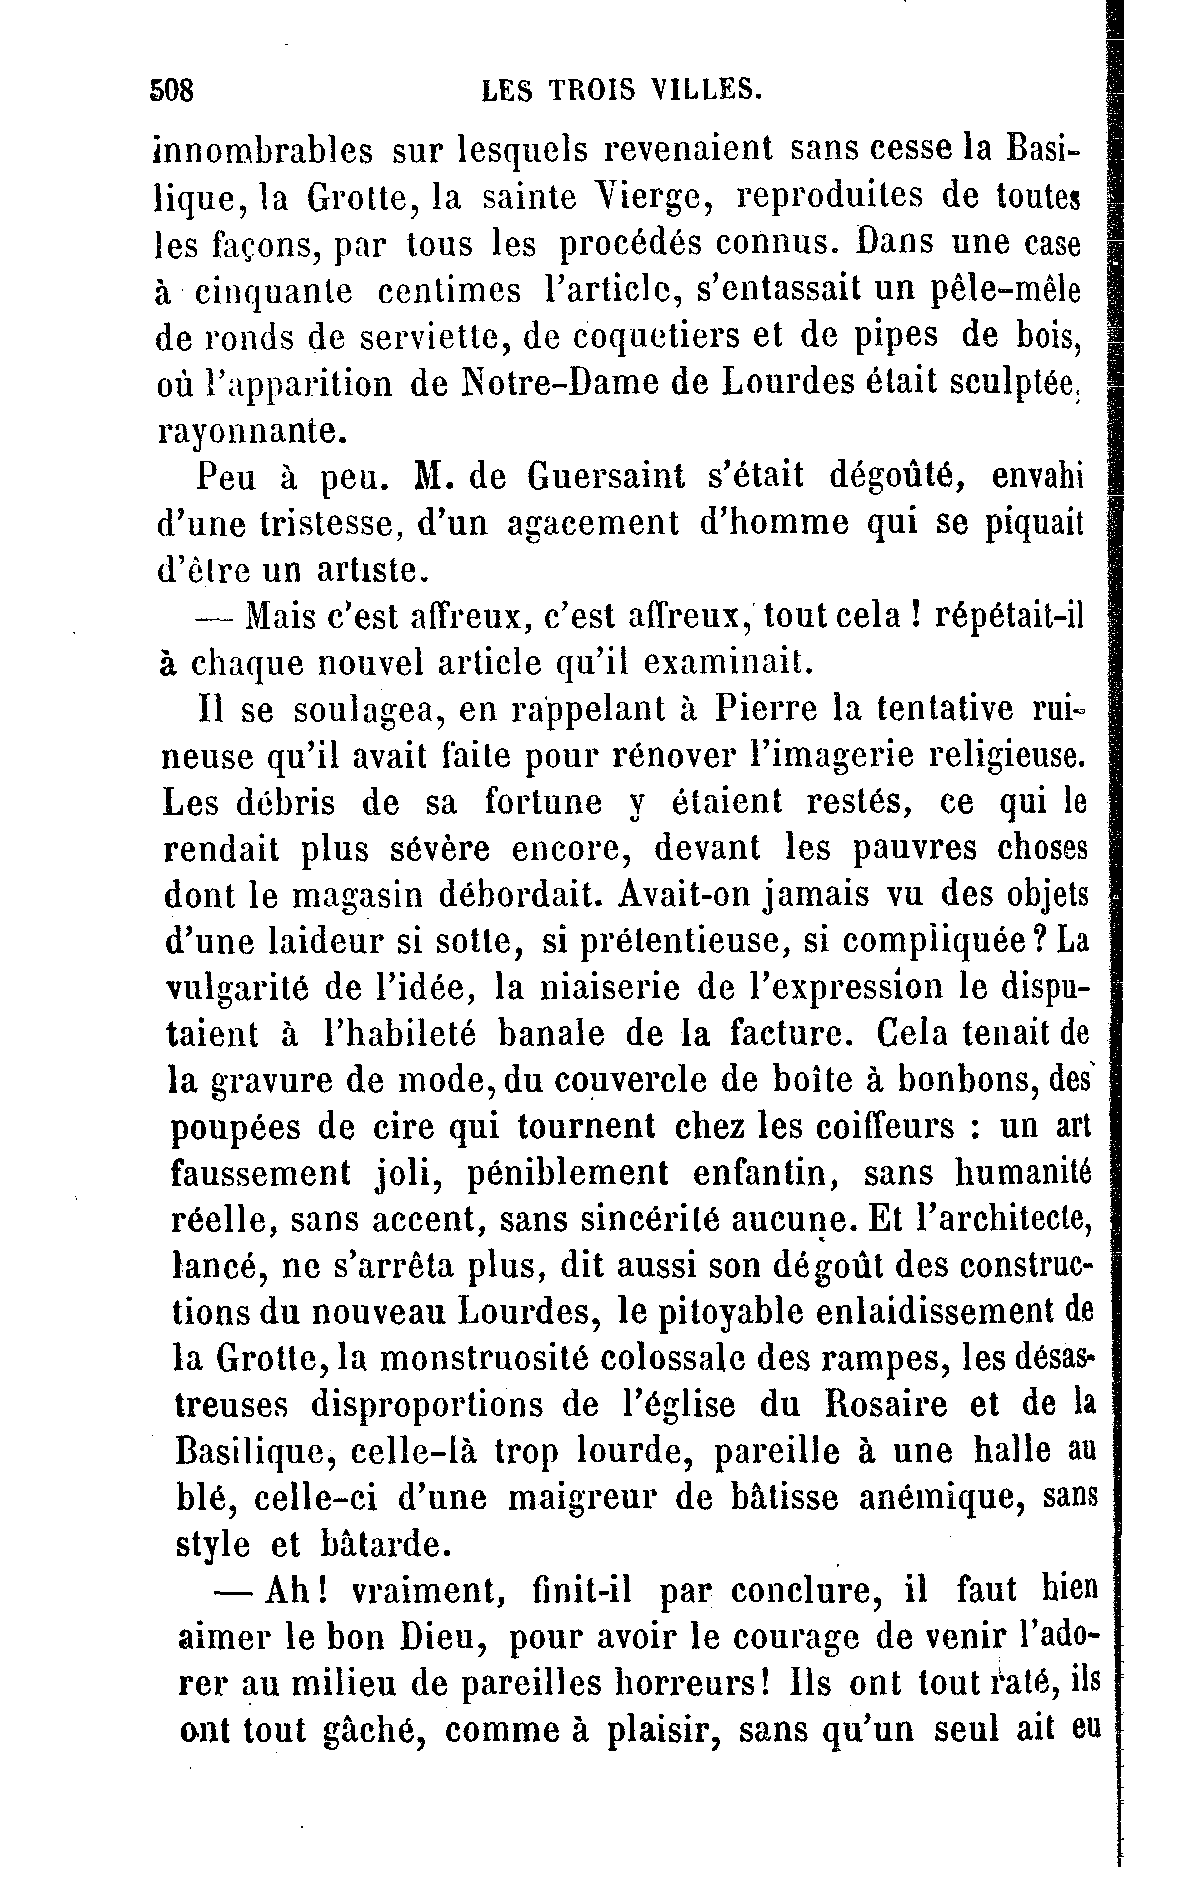 508 LES TROIS VILLES.
innombrables sur lesquels revenaient sans cesse la Basi-
lique, la Grotte, la sainte Vierge, reproduites de toutes
les façons, par tous les procédés connus. Dans une case
à cinquante centimes l'article, s'entassait un pêle-mêle
de ronds de serviette, de coquetiers et de pipes de bois,
où l'apparition de Notre-Dame de Lourdes était sculptée,
rayonnante.
Peu à peu. M. de Guersaint s'était dégoûté, envahi
d'une tristesse, d'un agacement d'homme qui se piquait
d'être un artiste.
— Mais c'est affreux, c'est affreux, tout cela ! répétait-il
à chaque nouvel article qu'il examinait.
Il se soulagea, en rappelant à Pierre la tentative rui-
neuse qu'il avait faite pour rénover l'imagerie religieuse.
Les débris de sa fortune y étaient restés, ce qui le
rendait plus sévère encore, devant les pauvres choses
dont le magasin débordait. Avait-on jamais vu des objets
d'une laideur si sotte, si prétentieuse, si compliquée ? La
vulgarité de l'idée, la niaiserie de l'expression le dispu-
taient à l'habileté banale de la facture. Cela tenait de
la gravure de mode, du couvercle de boîte à bonbons, des
poupées de cire qui tournent chez les coiffeurs : un art
faussement joli, péniblement enfantin, sans humanité
réelle, sans accent, sans sincérité aucune. Et l'architecte,
lancé, ne s'arrêta plus, dit aussi son dégoût des construc-
tions du nouveau Lourdes, le pitoyable enlaidissement de
la Grotte, la monstruosité colossale des rampes, les désas-
treuses disproportions de l'église du Rosaire et de la
Basilique, celle-là trop lourde, pareille à une halle au
blé, celle-ci d'une maigreur de bâtisse anémique, sans
style et bâtarde.
— Ah ! vraiment, finit-il par conclure, il faut bien
aimer le bon Dieu, pour avoir le courage de venir l'ado-
rer au milieu de pareilles horreurs! Ils ont tout raté, ils
ont tout gâché, comme à plaisir, sans qu'un seul ait eu